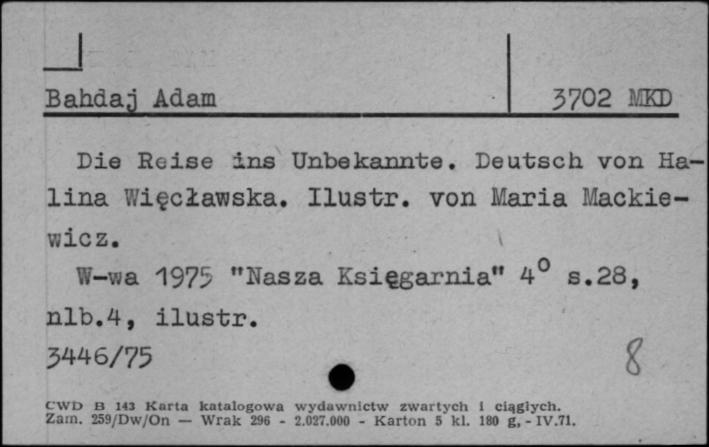 Bahdaj Adam 3702 MKD
Die Reise ins Unbekannte. Deutsch von Ha-
lina Więcławska. Ilustr. von Maria Mackie-
wicz.
W-wa 1975 "Nasza Księgarnia" 4° s.28,
nlb.4, ilustr.
3446/75 8
CWD B 143 Karta katalogowa wydawnictw zwartych i ciągłych.
Zam. 259/Dw/On — Wrak 296 - 2.027.000 - Karton 5 kl. 180 g, - IV.71.